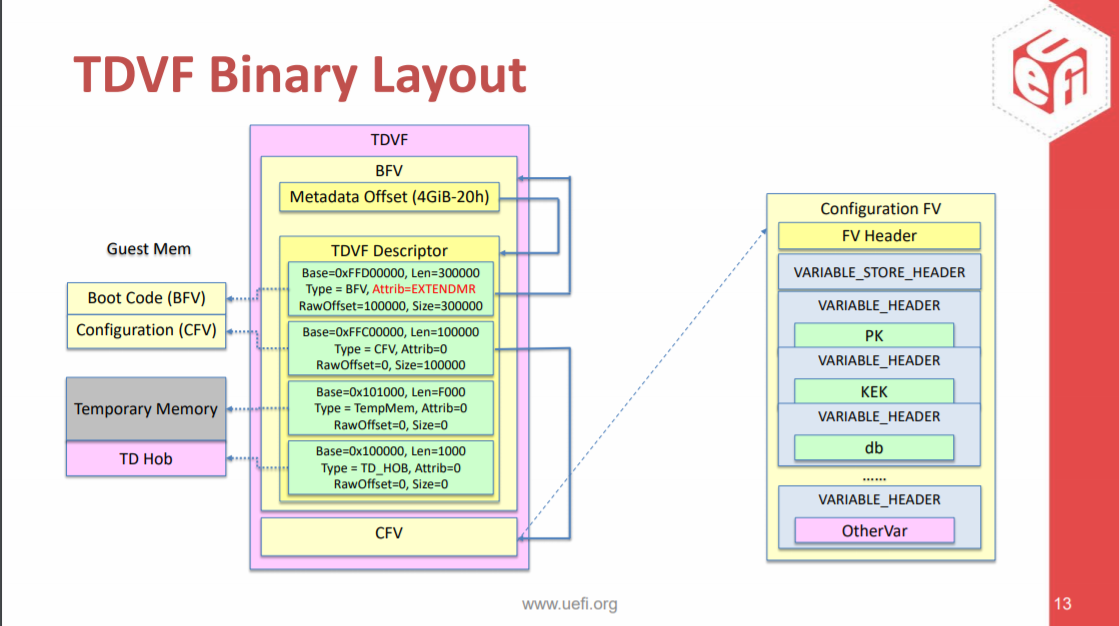 TDVF Binary Layout
uefi
TDVF
BFV
Metadata Offset (4GiB-20h)
TDVF Descriptor
Base=0xFFD00000, Len=300000
Type = BFV, Attrib=EXTENDMR
RawOffset=100000, Size=300000
Base=0xFFC00000, Len=100000
Type = CFV, Attrib=0
RawOffset=0, Size=100000
Base=0x101000, Len=F000
Type = TempMem, Attrib=0
RawOffset=0, Size=0
Base=0x100000, Len=1000
Type = TD_HOB, Attrib=0
RawOffset=0, Size=0
CFV
Guest Mem
Boot Code (BFV)
Configuration (CFV)
Temporary Memory
TD Hob
Configuration FV
FV Header
VARIABLE_STORE_HEADER
VARIABLE_HEADER
PK
VARIABLE_HEADER
KEK
VARIABLE_HEADER
db
......
VARIABLE_HEADER
OtherVar
www.uefi.org
13